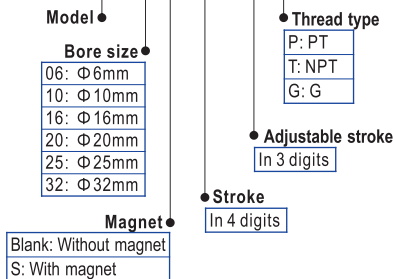 Model
Thread type
P: PT
T: NPT
G: G
Bore size
06: Φ6mm
10: Φ10mm
16: Φ16mm
20: Φ20mm
25: Φ25mm
32: Φ32mm
Adjustable stroke
In 3 digits
Stroke
In 4 digits
Magnet
Blank: Without magnet
S: With magnet